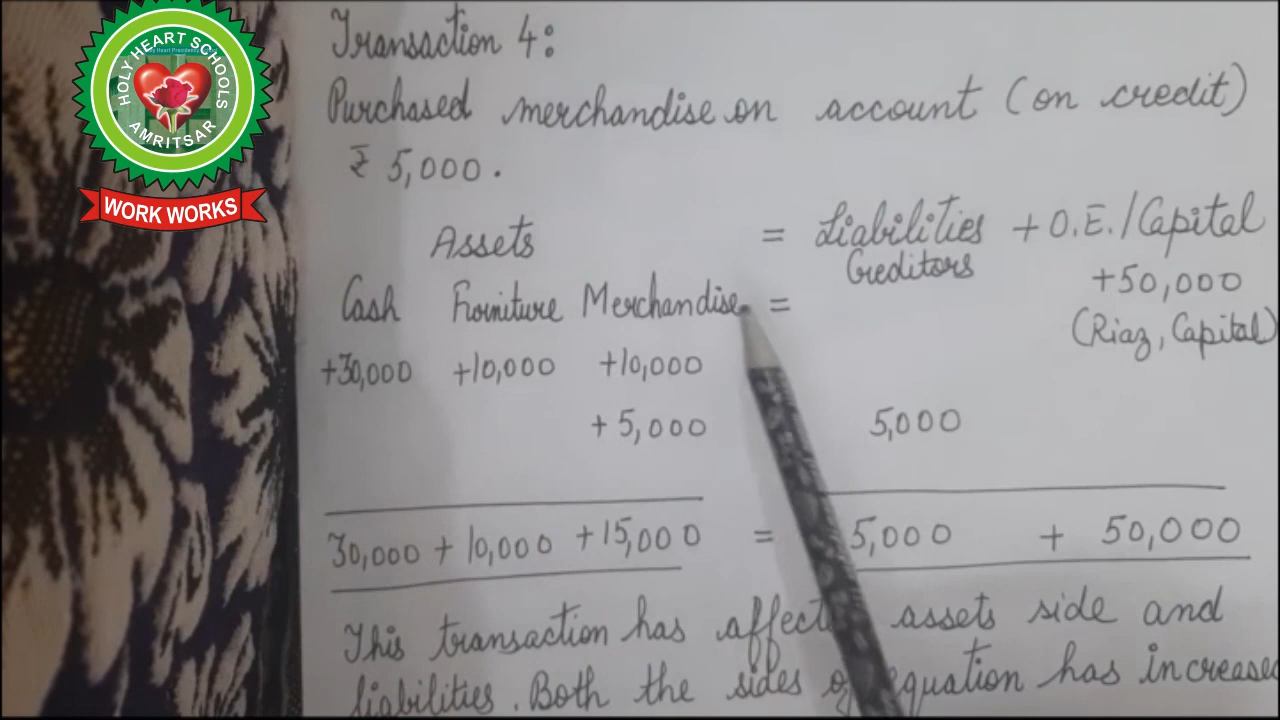 HOLY HEART SCHOOLS
AMRITSAR
WORK WORKS
Transaction 4:
Purchased merchandise on account (on credit)
₹ 5,000.
Assets = Liabilities + O.E./Capital
Creditors +50,000
Cash Furniture Merchandise =
(Riaz, Capital)
+30,000 +10,000 +10,000
+ 5,000 5,000
30,000 + 10,000 +15,000 = 5,000 + 50,000
This transaction has assets side and
liabilities. Both the sides equation has